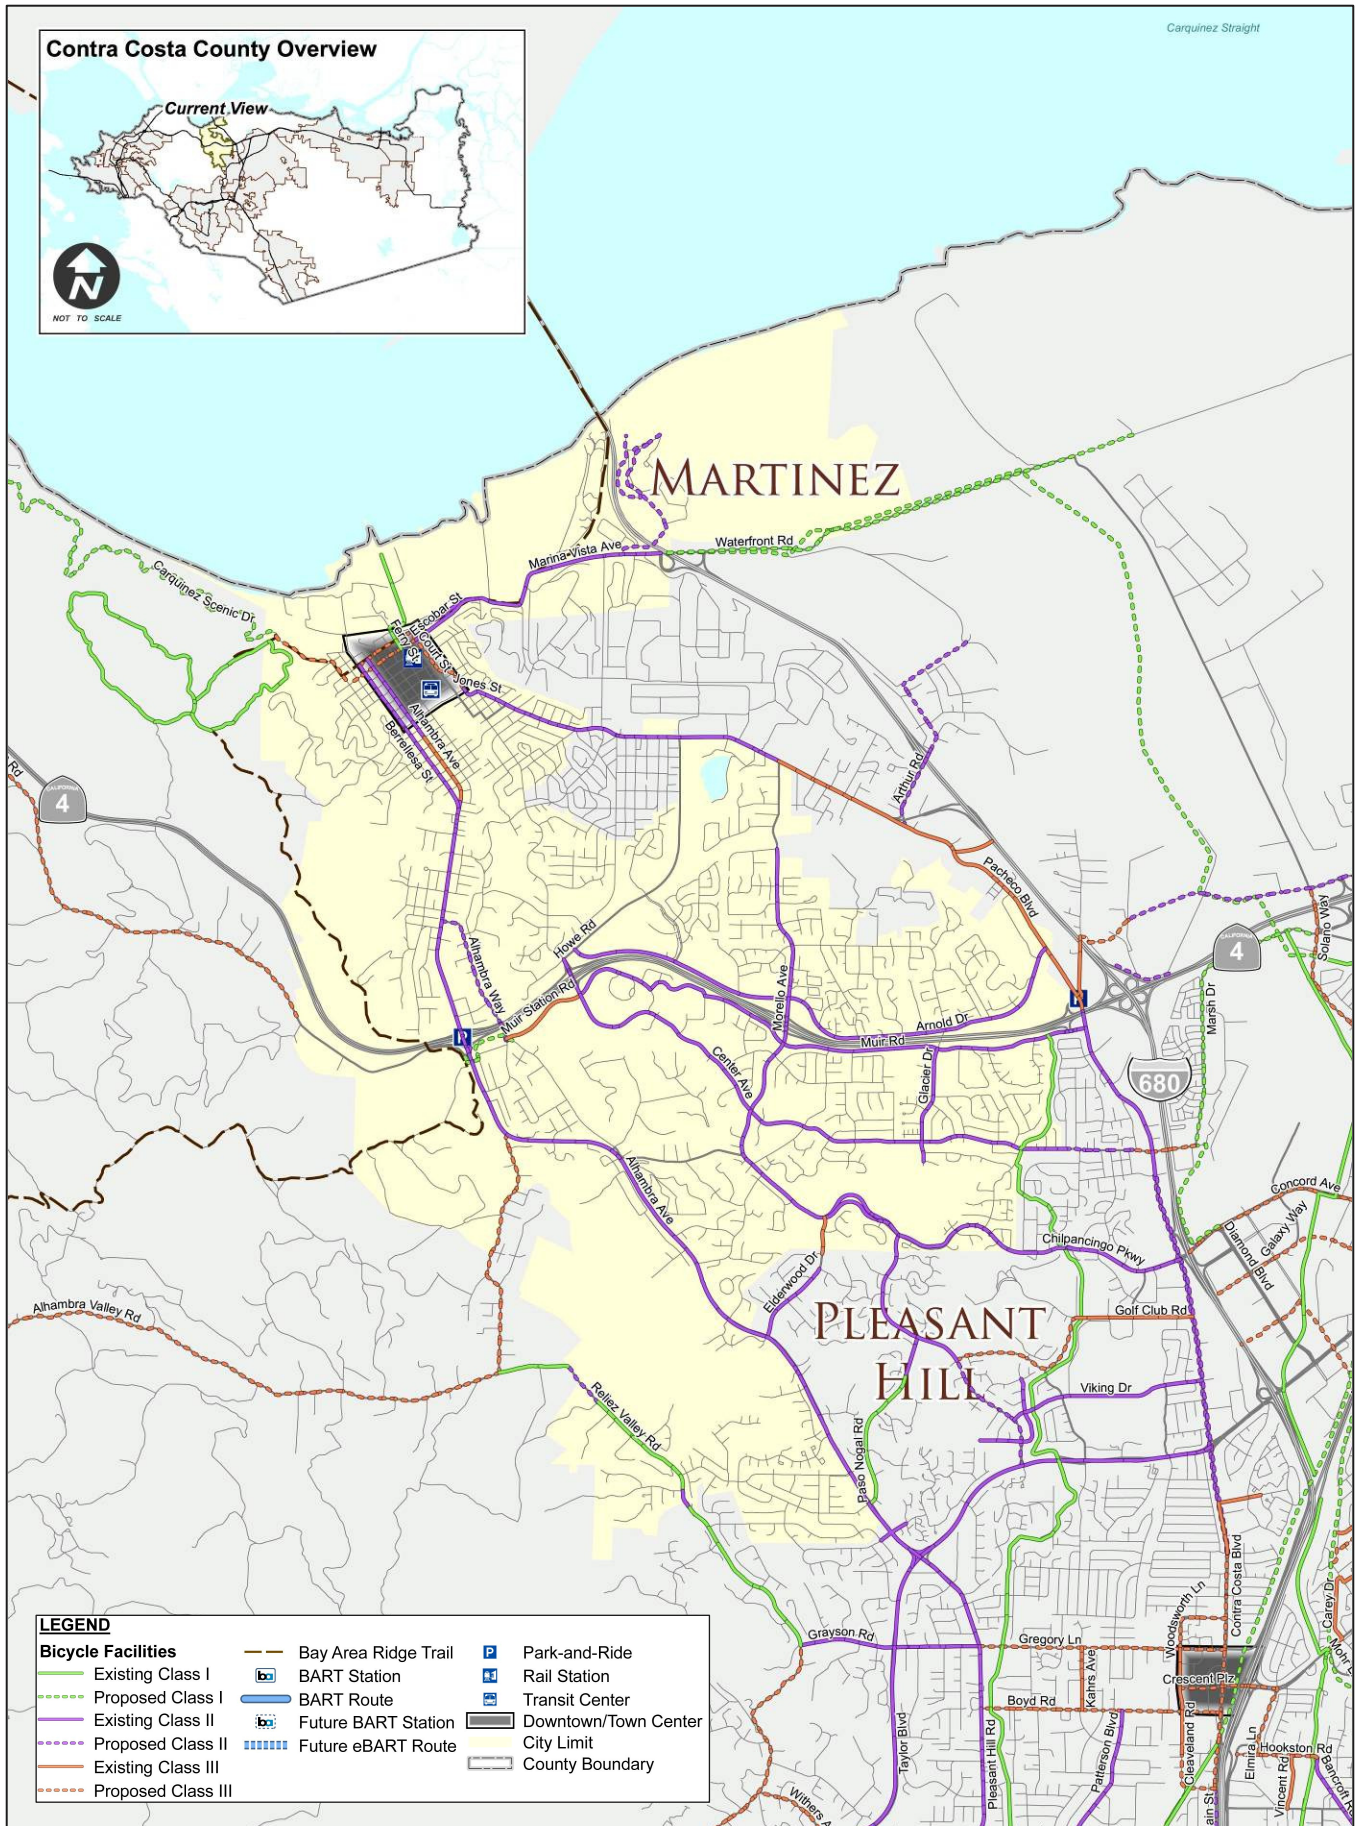 Carquinez Straight
Contra Costa County Overview
Current View
N
NOT TO SCALE
MARTINEZ
Waterfront Rd
Marina Vista Ave
Carquinez Scenic Dr
Escobar St
Ferry St
Court St
Jones St
Alhambra Ave
Berrellesa St
Arthur Rd
Rd
CALIFORNIA
4
Pacheco Blvd
Solano Way
Howe Rd
Alhambra Way
CALIFORNIA
4
Morello Ave
Muir Station Rd
Marsh Dr
P
Arnold Dr
P
Muir Rd
Center Ave
Glacier Dr
680
Alhambra Ave
Concord Ave
Galaxy Way
Diamond Blvd
Chilpancingo Pkwy
Elderwood Dr
Alhambra Valley Rd
Golf Club Rd
PLEASANT
HILL
Viking Dr
Reliez Valley Rd
Paso Nogal Rd
Contra Costa Blvd
Woodsworth Ln
Carey Dr
Grayson Rd
Gregory Ln
Kahrs Ave
Crescent Plz
Boyd Rd
Taylor Blvd
Pleasant Hill Rd
Patterson Blvd
Cleaveland Rd
Elmira Ln
Hookston Rd
Vincent Rd
Bancroft Rd
ain St
Withers A
LEGEND
Bicycle Facilities
Existing Class I
Proposed Class I
Existing Class II
Proposed Class II
Existing Class III
Proposed Class III
Bay Area Ridge Trail
BART Station
BART Route
Future BART Station
Future eBART Route
P Park-and-Ride
Rail Station
Transit Center
Downtown/Town Center
City Limit
County Boundary